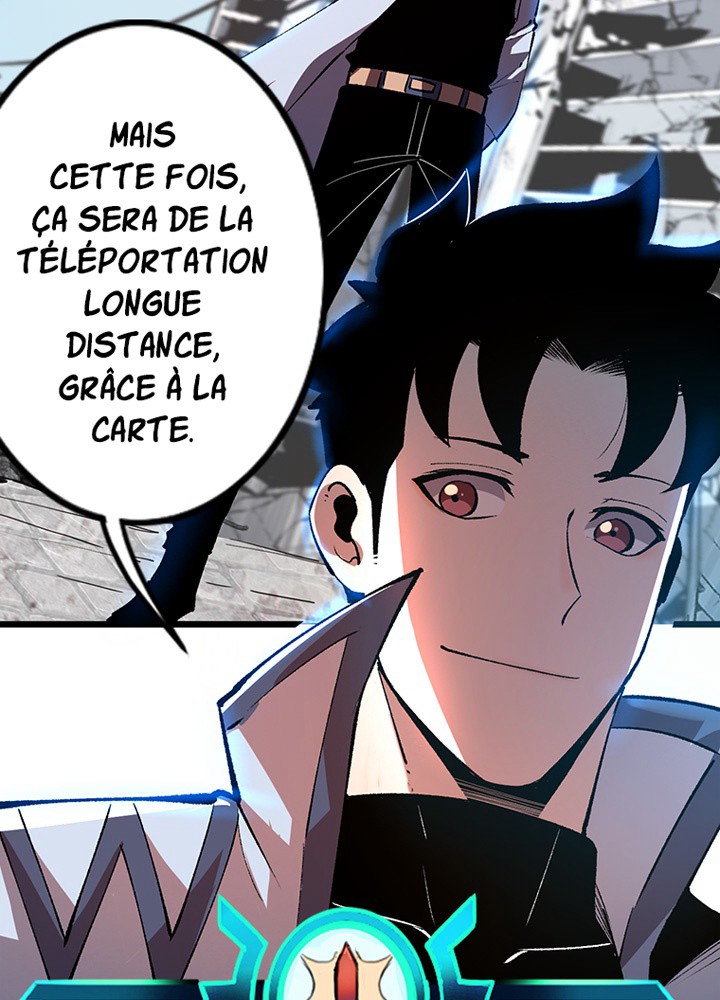 MAIS
CETTE FOIS,
ÇA SERA DE LA
TÉLÉPORTATION
LONGUE
DISTANCE,
GRÂCE À LA
CARTE.